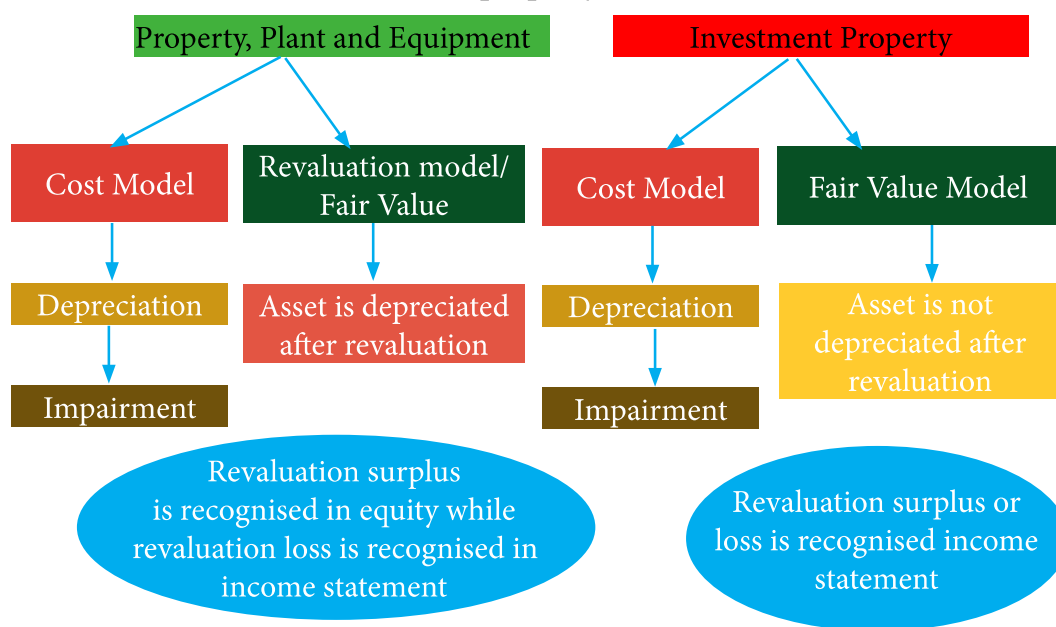 Property, Plant and Equipment
Investment Property
Cost Model
Revaluation model/
Fair Value
Cost Model
Fair Value Model
Depreciation
Asset is depreciated
after revaluation
Depreciation
Asset is not
depreciated after
revaluation
Impairment
Impairment
Revaluation surplus
is recognised in equity while
revaluation loss is recognised in
income statement
Revaluation surplus or
loss is recognised income
statement